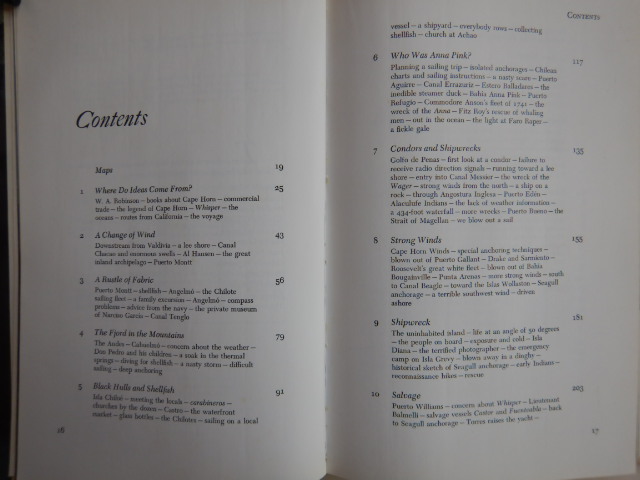 Contents
Maps 19
1 Where Do Ideas Come From? 25
W. A. Robinson – books about Cape Horn – commercial
trade – the legend of Cape Horn – Whisper – the
oceans – routes from California – the voyage
2 A Change of Wind 43
Downstream from Valdivia – a lee shore – Canal
Chacao and enormous swells – Al Hansen – the great
island archipelago – Puerto Montt
3 A Rustle of Fabric 56
Puerto Montt – shellfish – Angelmó – the Chilote
sailing fleet – a family excursion – Angelmó – compass
problems – advice from the navy – the private museum
of Narciso García – Canal Tenglo
4 The Fjord in the Mountains 79
The Andes – Cahuelmó – concern about the weather –
Don Pedro and his children – a soak in the thermal
springs – diving for shellfish – a nasty storm – difficult
sailing – deep anchoring
5 Black Hulls and Shellfish 91
Isla Chiloé – meeting the locals – carabineros –
churches by the dozen – Castro – the waterfront
market – glass bottles – the Chilotes – sailing on a local
16
Contents
vessel – a shipyard – everybody rows – collecting
shellfish – church at Achao
6 Who Was Anna Pink? 117
Planning a sailing trip – isolated anchorages – Chilean
charts and sailing instructions – a nasty scare – Puerto
Aguirre – Canal Errázuriz – Estero Balladares – the
inedible steamer duck – Bahía Anna Pink – Puerto
Refugio – Commodore Anson's fleet of 1741 – the
wreck of the Anna – Fitz Roy's rescue of whaling
men – out in the ocean – the light at Faro Raper –
a fickle gale
7 Condors and Shipwrecks 135
Golfo de Penas – first look at a condor – failure to
receive radio direction signals – running toward a lee
shore – entry into Canal Messier – the wreck of the
Wager – strong winds from the north – a ship on a
rock – through Angostura Inglesa – Puerto Edén –
Alacalufe Indians – the lack of weather information –
a 434-foot waterfall – more wrecks – Puerto Bueno – the
Strait of Magellan – we blow out a sail
8 Strong Winds 155
Cape Horn Winds – special anchoring techniques –
blown out of Puerto Gallant – Drake and Sarmiento –
Roosevelt's great white fleet – blown out of Bahía
Bougainville – Punta Arenas – more strong winds – south
to Canal Beagle – toward the Islas Wollaston – Seagull
anchorage – a terrible southwest wind – driven
ashore
9 Shipwreck 181
The uninhabited island – life at an angle of 50 degrees
– the people on board – exposure and cold – Isla
Diana – the terrified photographer – the emergency
camp on Isla Grevy – blown away in a dinghy –
historical sketch of Seagull anchorage – early Indians –
reconnaissance hikes – rescue
10 Salvage 203
Puerto Williams – concern about Whisper – Lieutenant
Balmelli – salvage vessels Castor and Fuentealba – back
to Seagull anchorage – Torres raises the yacht –
17